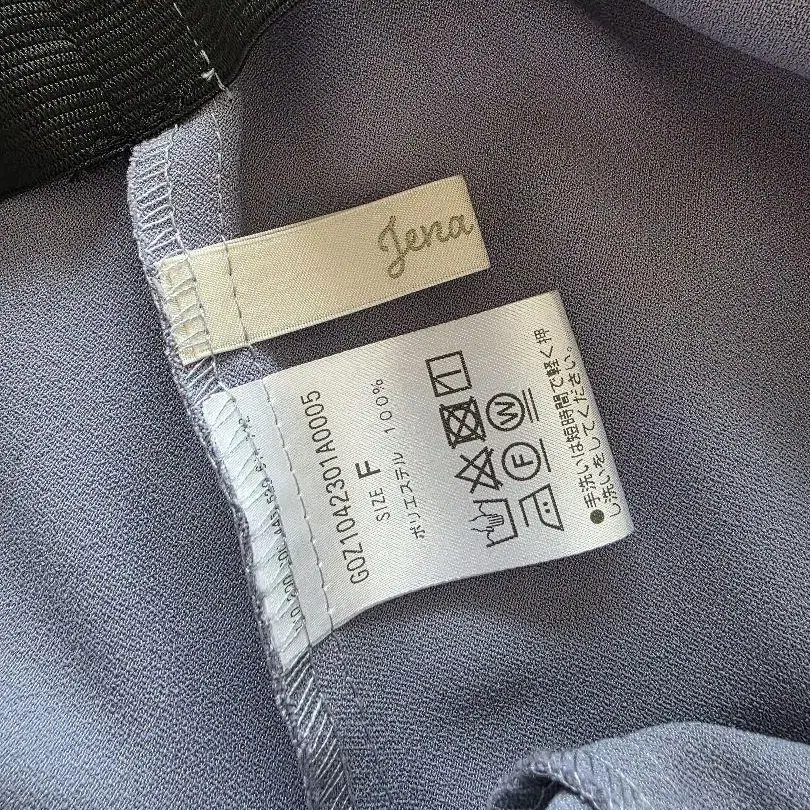 Jena
GOZ1042301A0005
SIZE F
ポリエステル 100%
F W
●手洗いは短時間で軽く押
し洗いをしてください。